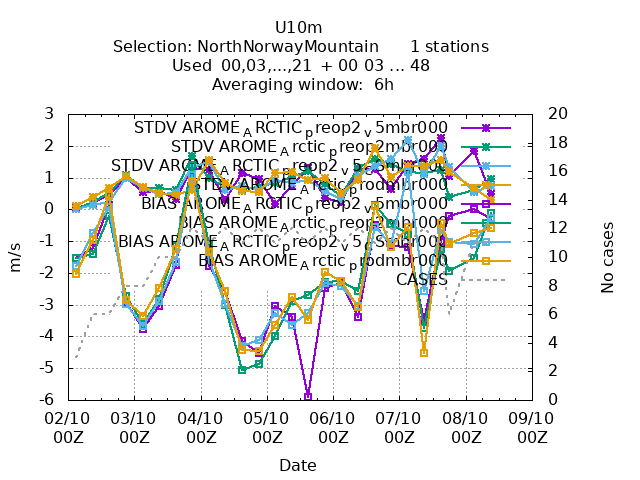 U10m
Selection: NorthNorwayMountain 1 stations
Used 00,03,...,21 + 00 03 ... 48
Averaging window: 6h
3
2
1
0
-1
-2
-3
-4
-5
-6
m/s
20
18
16
14
12
10
8
6
4
2
0
No cases
STDV AROME_ARCTIC_preop2_v5mbr000
STDV AROME_Arctic_preop2mbr000
STDV AROME_ARCTIC_preop2_v5Smbr000
STDV AROME_Arctic_prodmbr000
BIAS AROME_ARCTIC_preop2_v5mbr000
BIAS AROME_Arctic_preop2mbr000
BIAS AROME_ARCTIC_preop2_v5Smbr000
BIAS AROME_Arctic_prodmbr000
CASES
02/10 03/10 04/10 05/10 06/10 07/10 08/10 09/10
00Z 00Z 00Z 00Z 00Z 00Z 00Z 00Z
Date